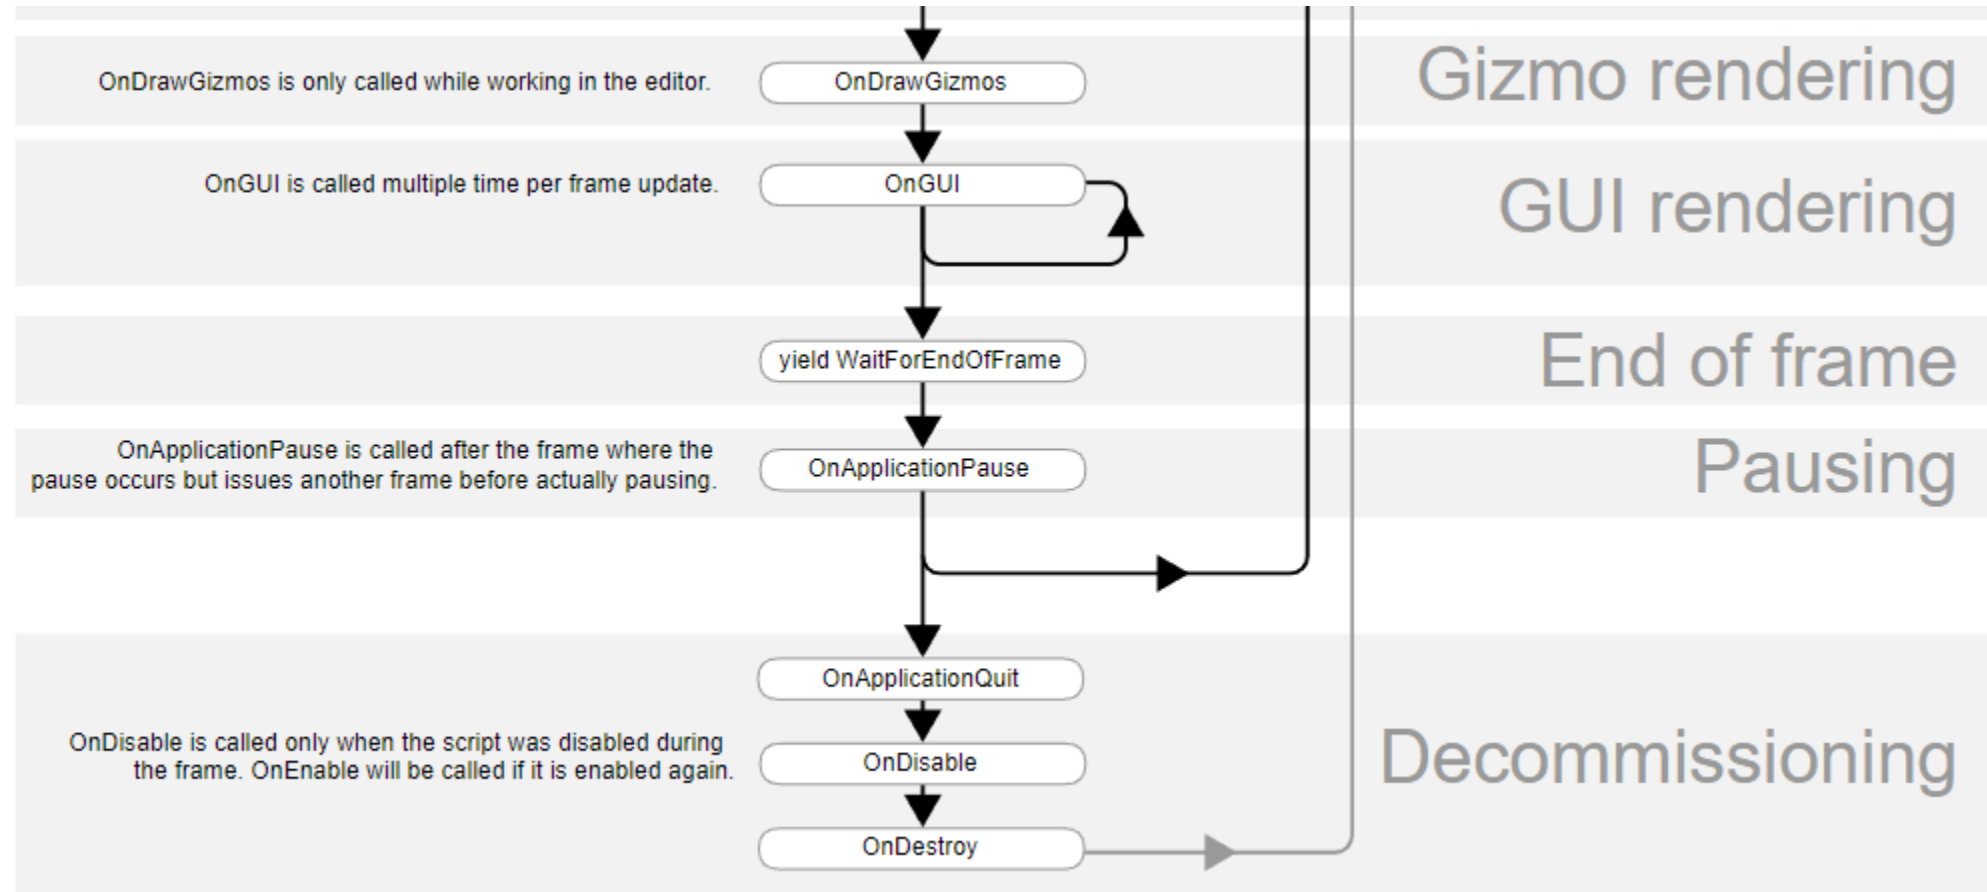 OnDrawGizmos is only called while working in the editor.
OnDrawGizmos
Gizmo rendering
OnGUI is called multiple time per frame update.
OnGUI
GUI rendering
yield WaitForEndOfFrame
End of frame
OnApplicationPause is called after the frame where the
pause occurs but issues another frame before actually pausing.
OnApplicationPause
Pausing
OnApplicationQuit
OnDisable is called only when the script was disabled during
the frame. OnEnable will be called if it is enabled again.
OnDisable
Decommissioning
OnDestroy